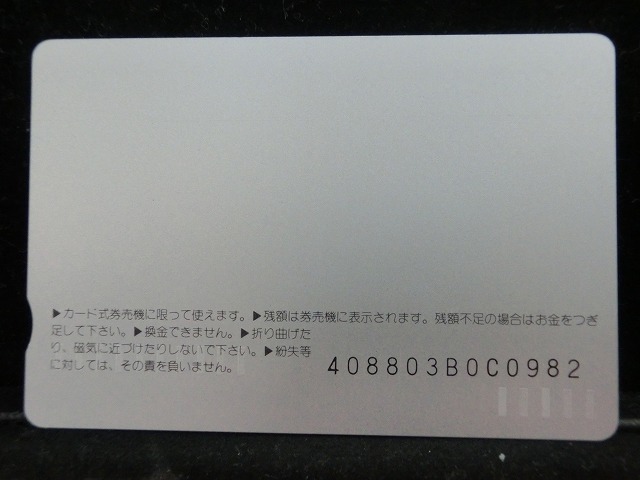 ▶カード式券売機に限って使えます。▶残額は券売機に表示されます。残額不足の場合はお金をつぎ
足して下さい。▶換金できません。▶折り曲げた
り、磁気に近づけたりしないで下さい。▶紛失等
に対しては、その責を負いません。
408803B0C0982